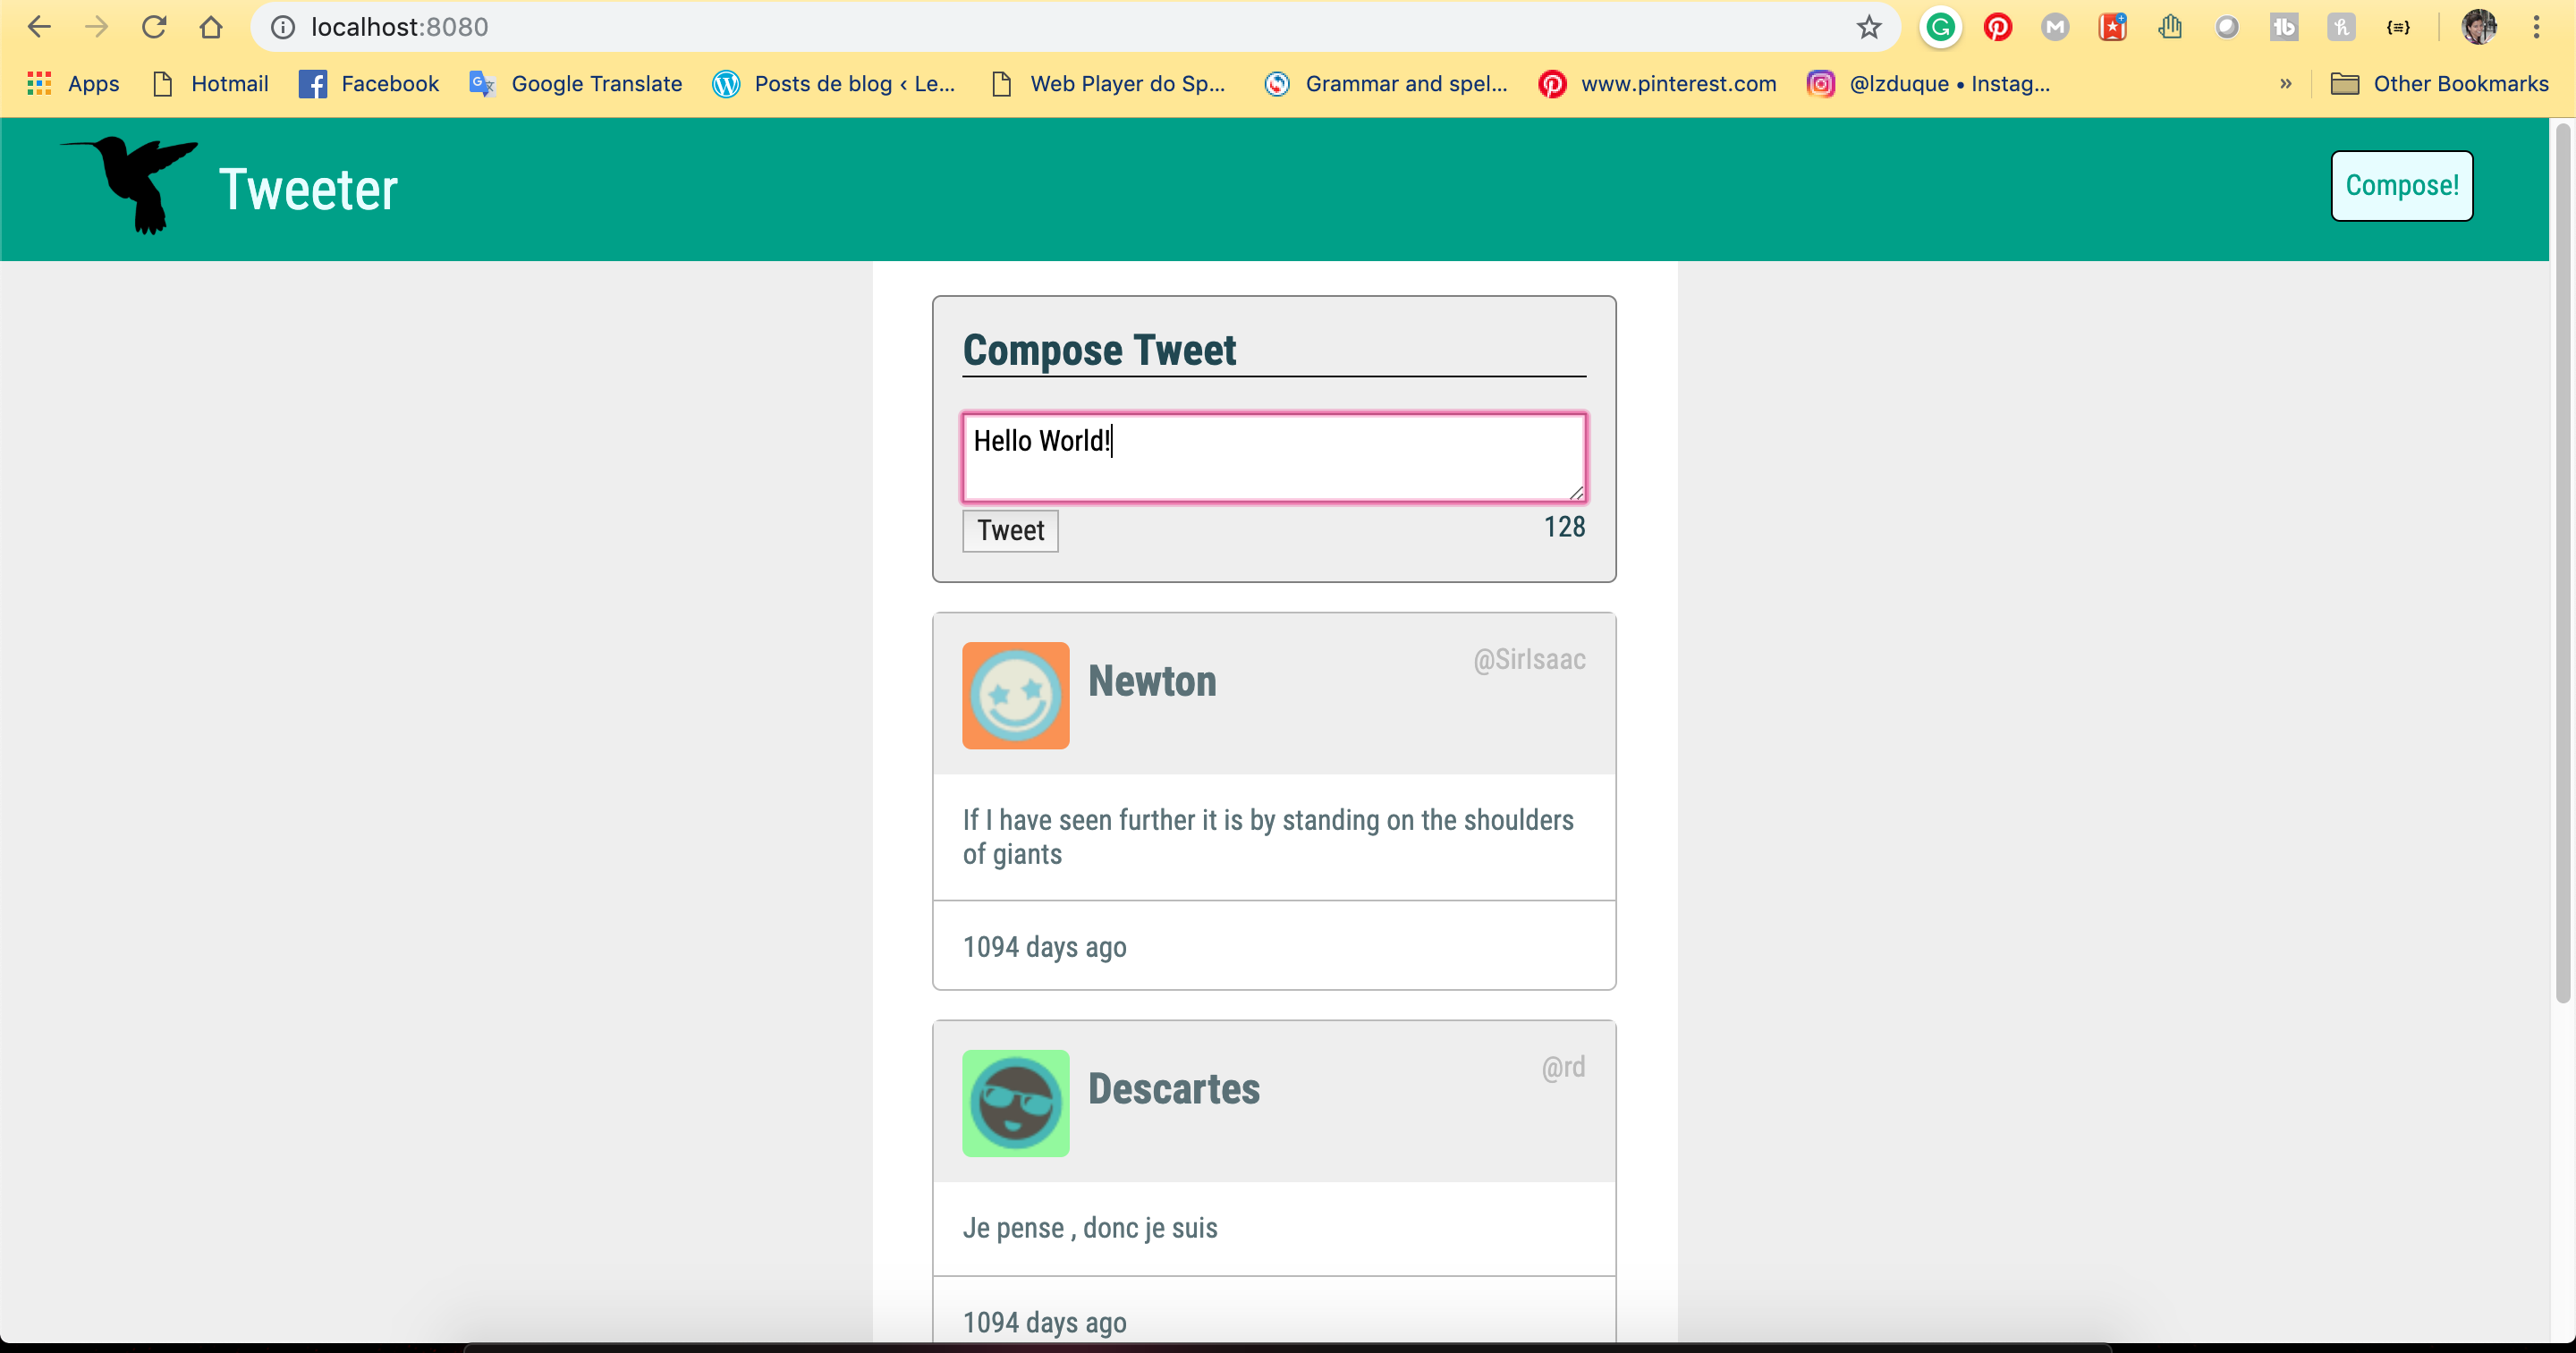 localhost:8080
Apps Hotmail Facebook Google Translate Posts de blog ‹ Le... Web Player do Sp... Grammar and spel... www.pinterest.com @lzduque • Instag... » Other Bookmarks
Tweeter
Compose!
Compose Tweet
Hello World!
Tweet 128
Newton @SirIsaac
If I have seen further it is by standing on the shoulders
of giants
1094 days ago
Descartes @rd
Je pense , donc je suis
1094 days ago